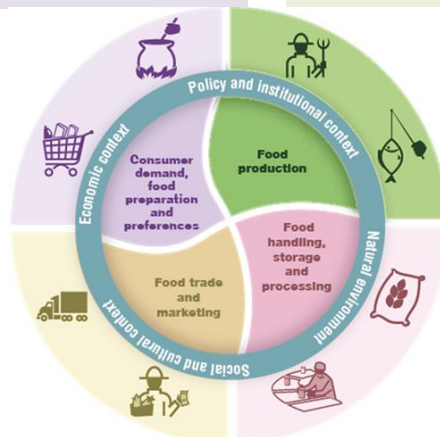 Policy and institutional context
Economic context
Consumer
demand,
food
preparation
and
preferences
Food
production
Food
handling,
storage
and
processing
Natural environment
Food trade
and
marketing
Social and cultural context